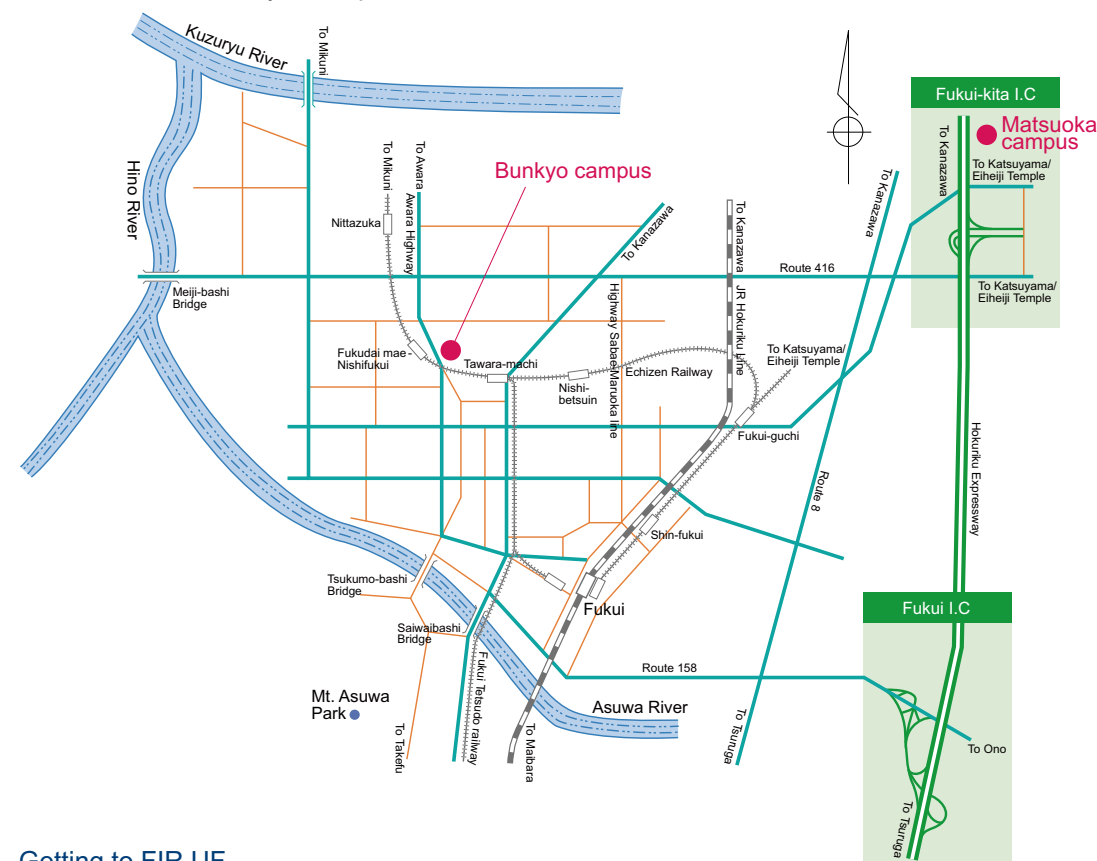 Kuzuryu River
To Mikuni
Fukui-kita I.C
Matsuoka
campus
To Kanazawa
To Katsuyama/
Eiheiji Temple
Hino River
To Mikuni
To Awara
Awara Highway
Bunkyo campus
Nittazuka
To Kanazawa
To Kanazawa
JR Hokuriku Line
To Kanazawa
Route 416
Meiji-bashi
Bridge
To Katsuyama/
Eiheiji Temple
Highway Sabae-Maruoka line
Fukudai mae-
Nishifukui
Tawara-machi
Nishi-
betsuin
Echizen Railway
To Katsuyama/
Eiheiji Temple
Fukui-guchi
Hokuriku Expressway
Route 8
Shin-fukui
Tsukumo-bashi
Bridge
Fukui
Fukui I.C
Saiwaibashi
Bridge
Fukui Tetsudo railway
Route 158
Mt. Asuwa
Park
Asuwa River
To Takefu
To Maibara
To Tsuruga
To Ono
To Tsuruga